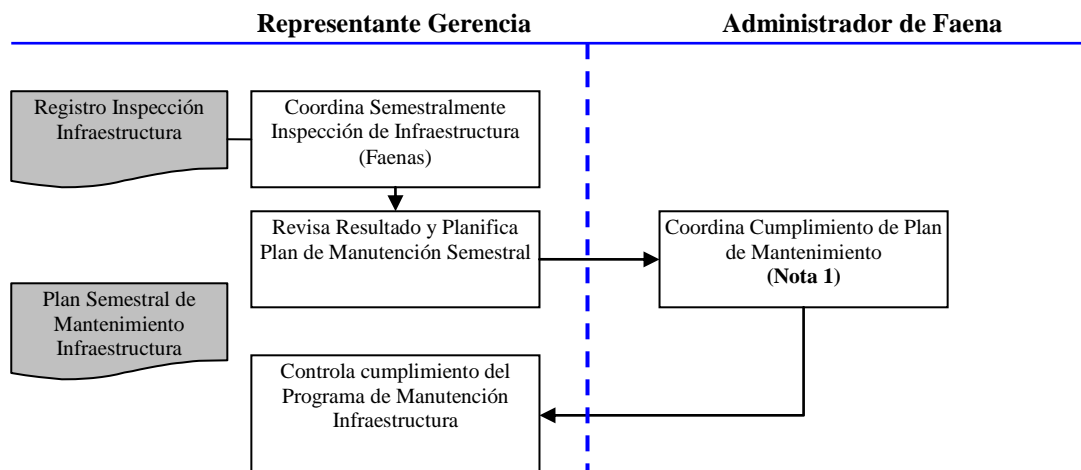 Representante Gerencia
Administrador de Faena
Registro Inspección
Infraestructura
Coordina Semestralmente
Inspección de Infraestructura
(Faenas)
Revisa Resultado y Planifica
Plan de Manutención Semestral
Coordina Cumplimiento de Plan
de Mantenimiento
(Nota 1)
Plan Semestral de
Mantenimiento
Infraestructura
Controla cumplimiento del
Programa de Manutención
Infraestructura